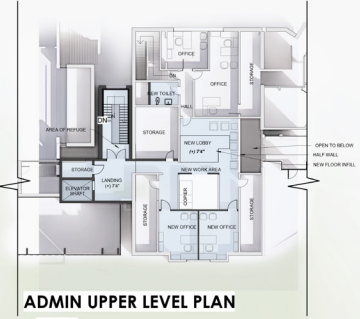 OFFICE
DN
OFFICE
STORAGE
NEW TOILET
HALL
DN
AREA OF REFUGE
STORAGE
NEW LOBBY
(+) 7'4"
OPEN TO BELOW
HALF WALL
NEW FLOOR INFILL
STORAGE
NEW WORK AREA
LANDING
(+) 7'4"
ELEVATOR
SHAFT
COPIER
STORAGE
STORAGE
NEW OFFICE
NEW OFFICE
ADMIN UPPER LEVEL PLAN